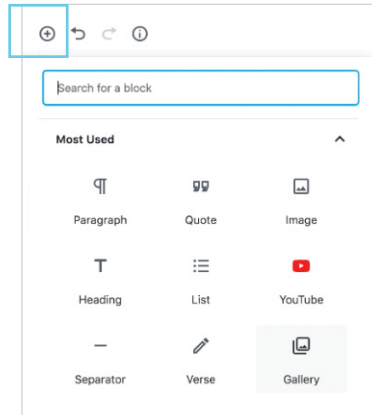 Search for a block
Most Used
Paragraph Quote Image
Heading List YouTube
Separator Verse Gallery